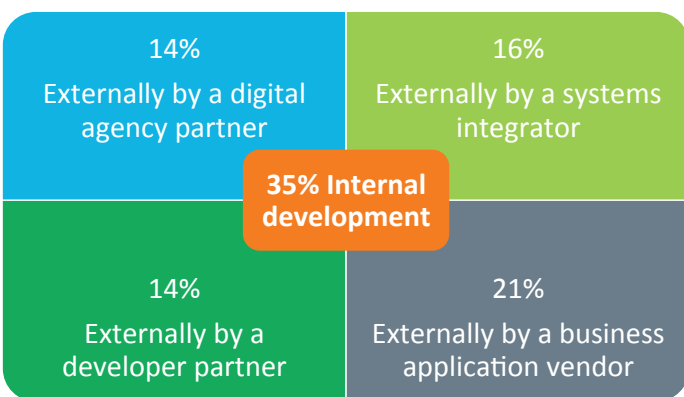 14%
Externally by a digital
agency partner
16%
Externally by a systems
integrator
35% Internal
development
14%
Externally by a
developer partner
21%
Externally by a business
application vendor